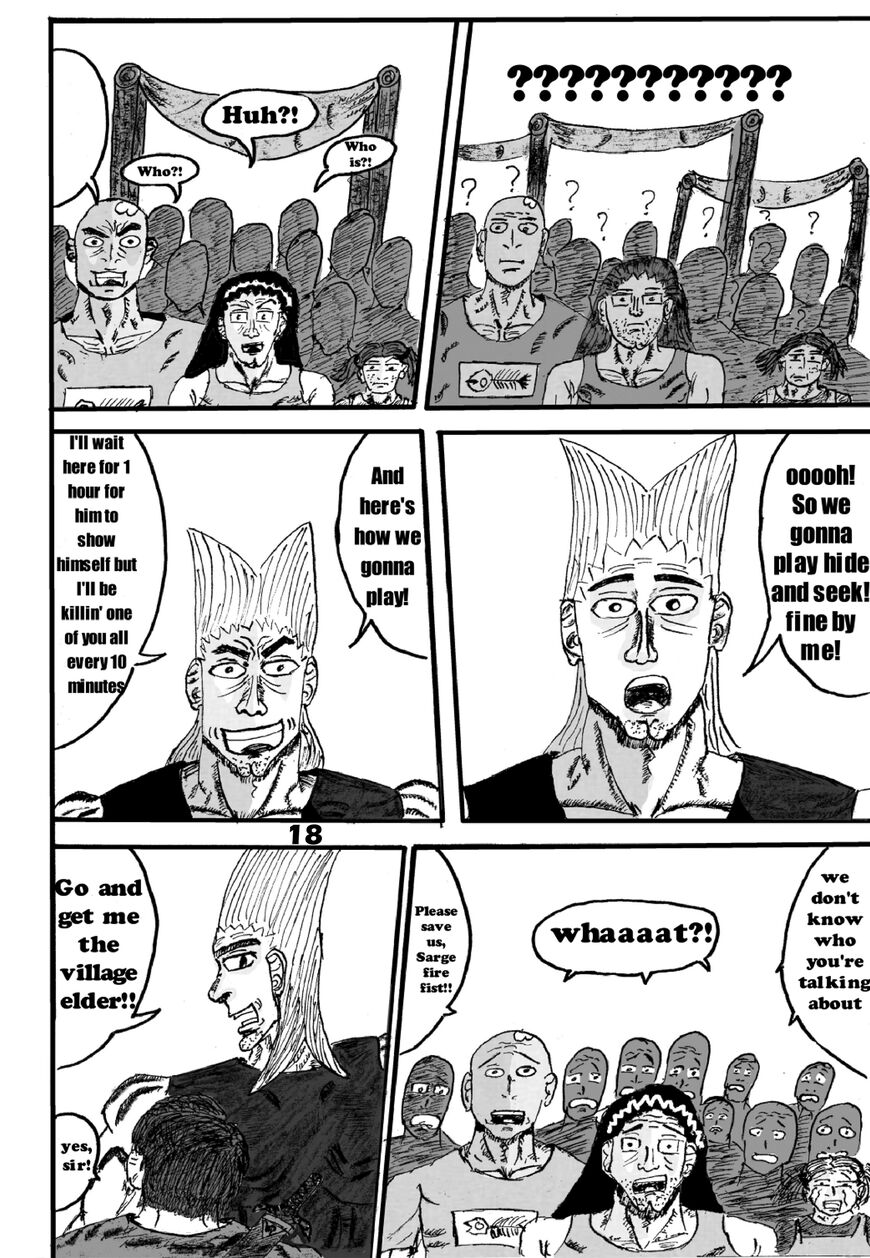 ???????????
?
?
?
?
?
?
?
?
Who
is?!
Huh?!
Who?!
ooooh!
So we
gonna
play hide
and seek!
fine by
me!
And
here's
how we
gonna
play!
I'll wait
here for 1
hour for
him to
show
himself but
I'll be
killin' one
of you all
every 10
minutes
we
don't
know
who
you're
talking
about
whaaaat?!
Please
save
us,
Sarge
fire
fist!!
Go and
get me
the
village
elder!!
yes,
sir!
18